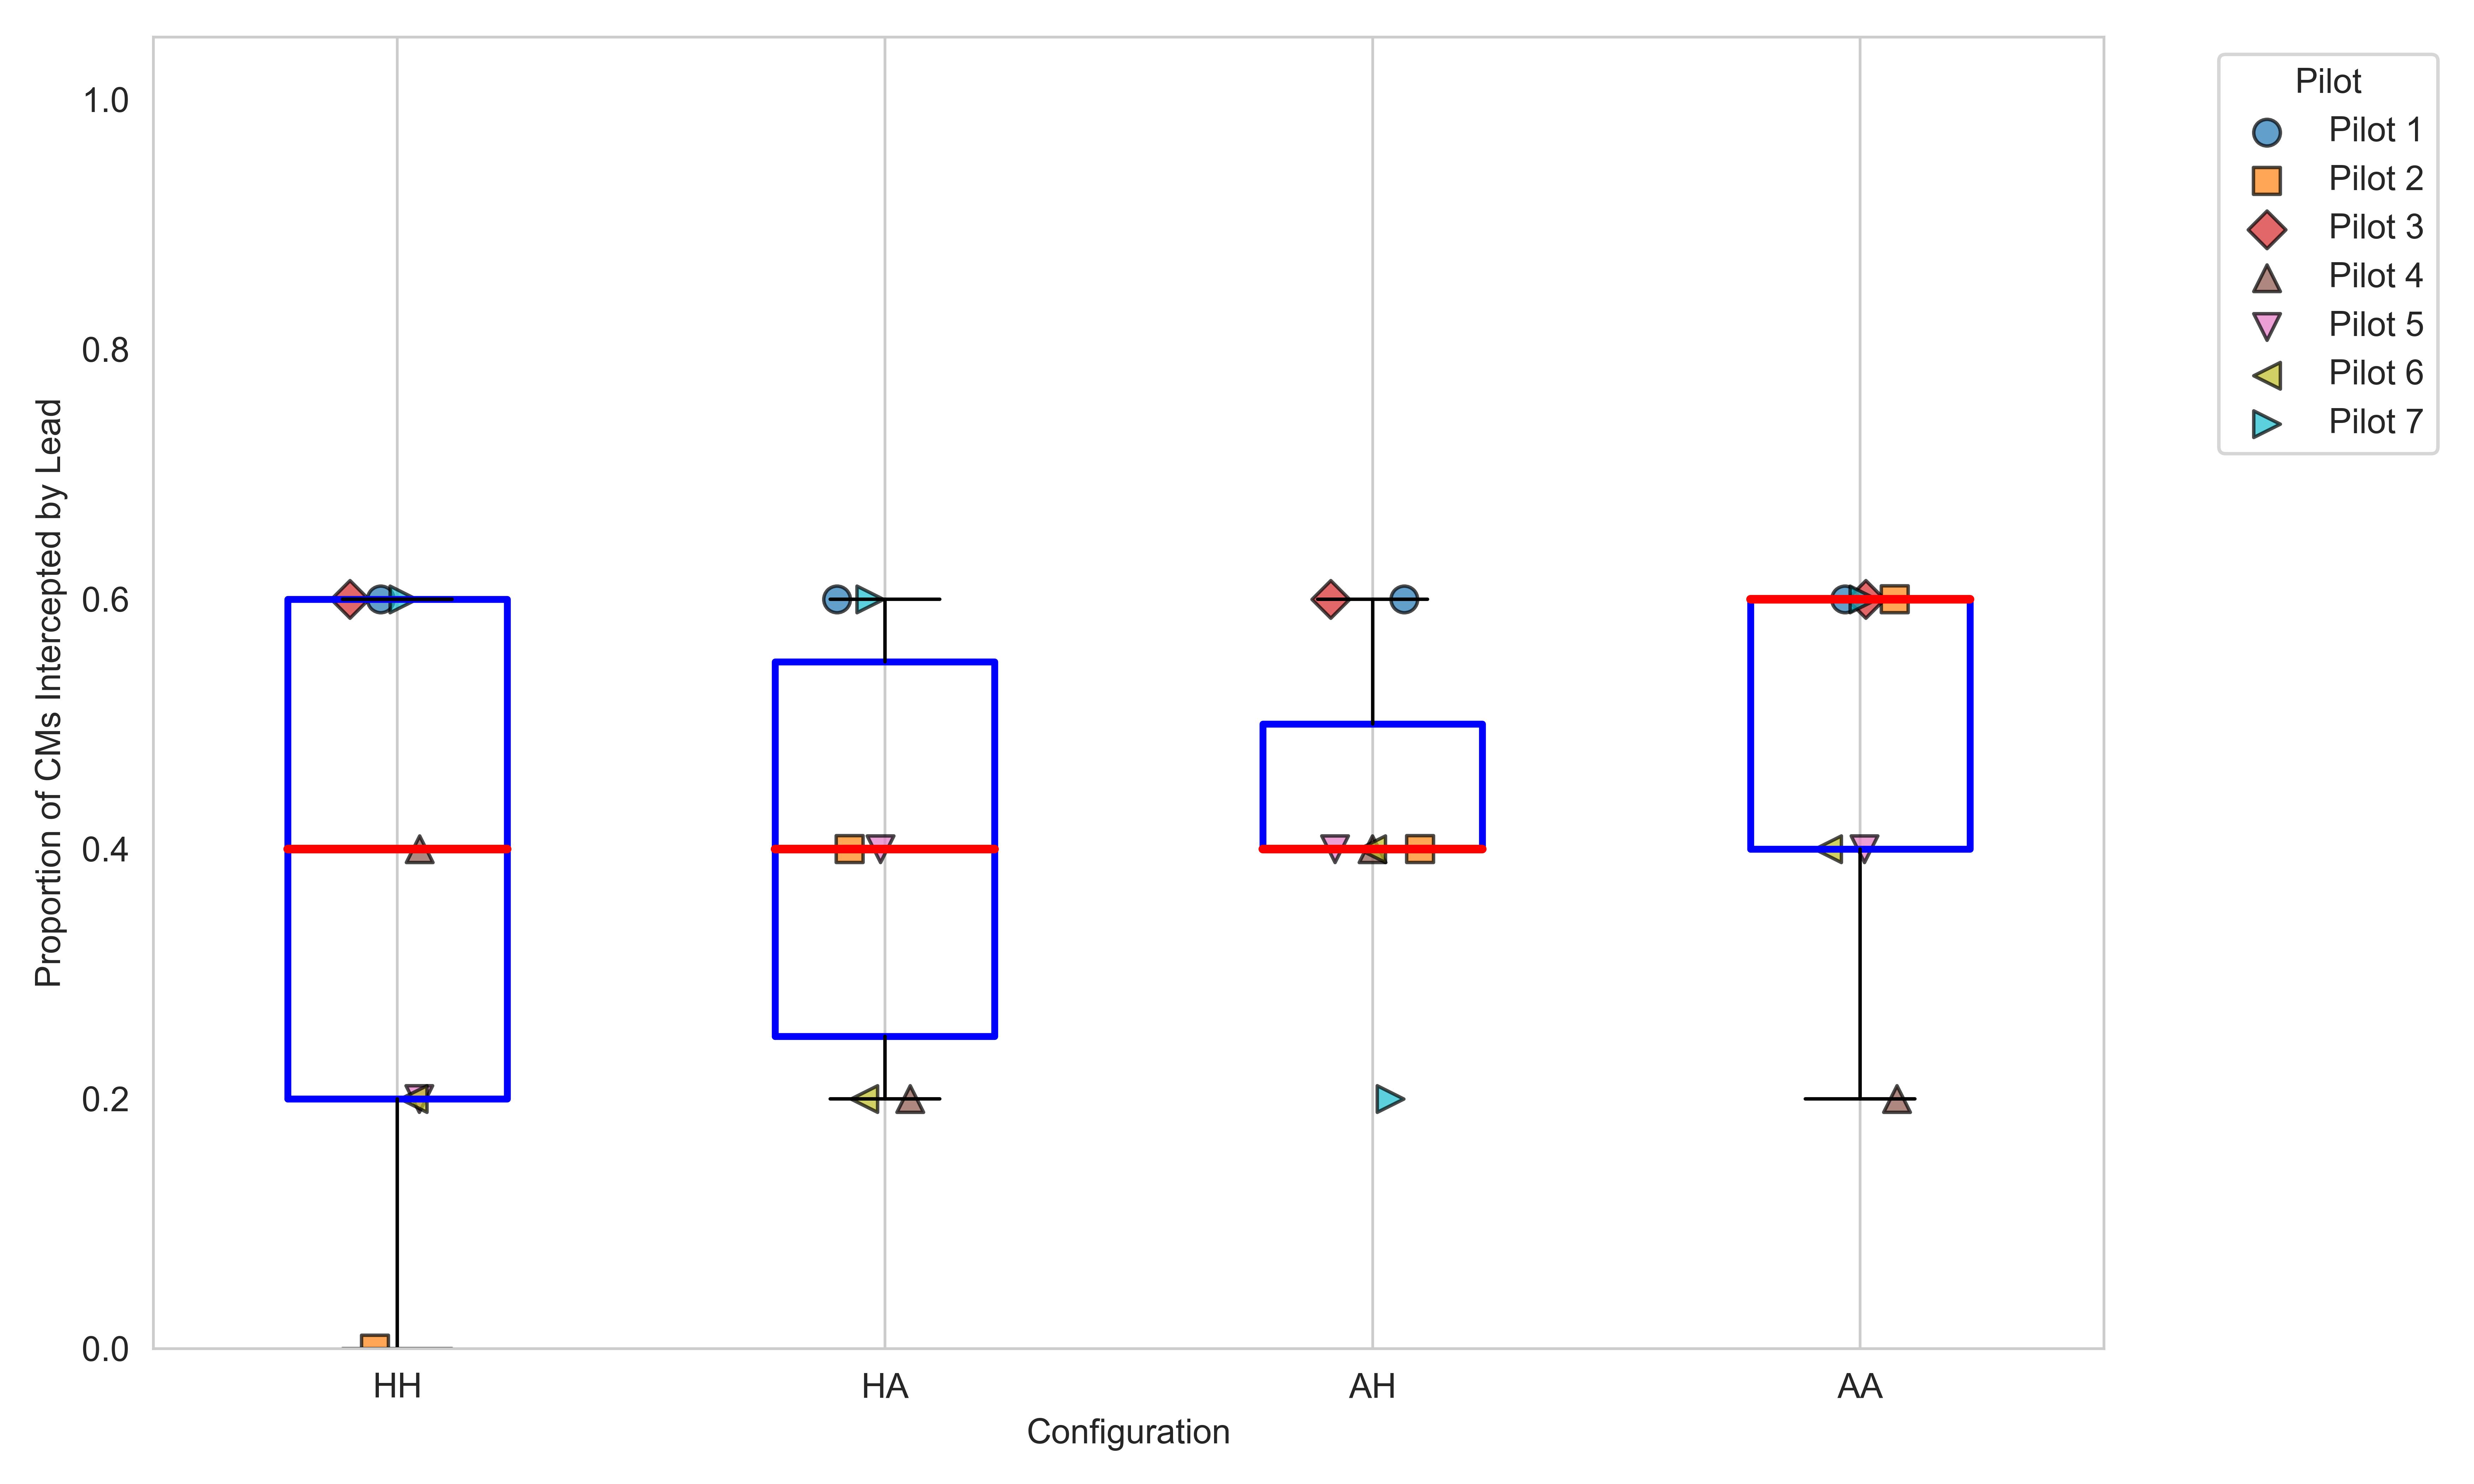 Proportion of CMs Intercepted by Lead
1.0
0.8
0.6
0.4
0.2
0.0
HH
HA
AH
AA
Configuration
Pilot
Pilot 1
Pilot 2
Pilot 3
Pilot 4
Pilot 5
Pilot 6
Pilot 7